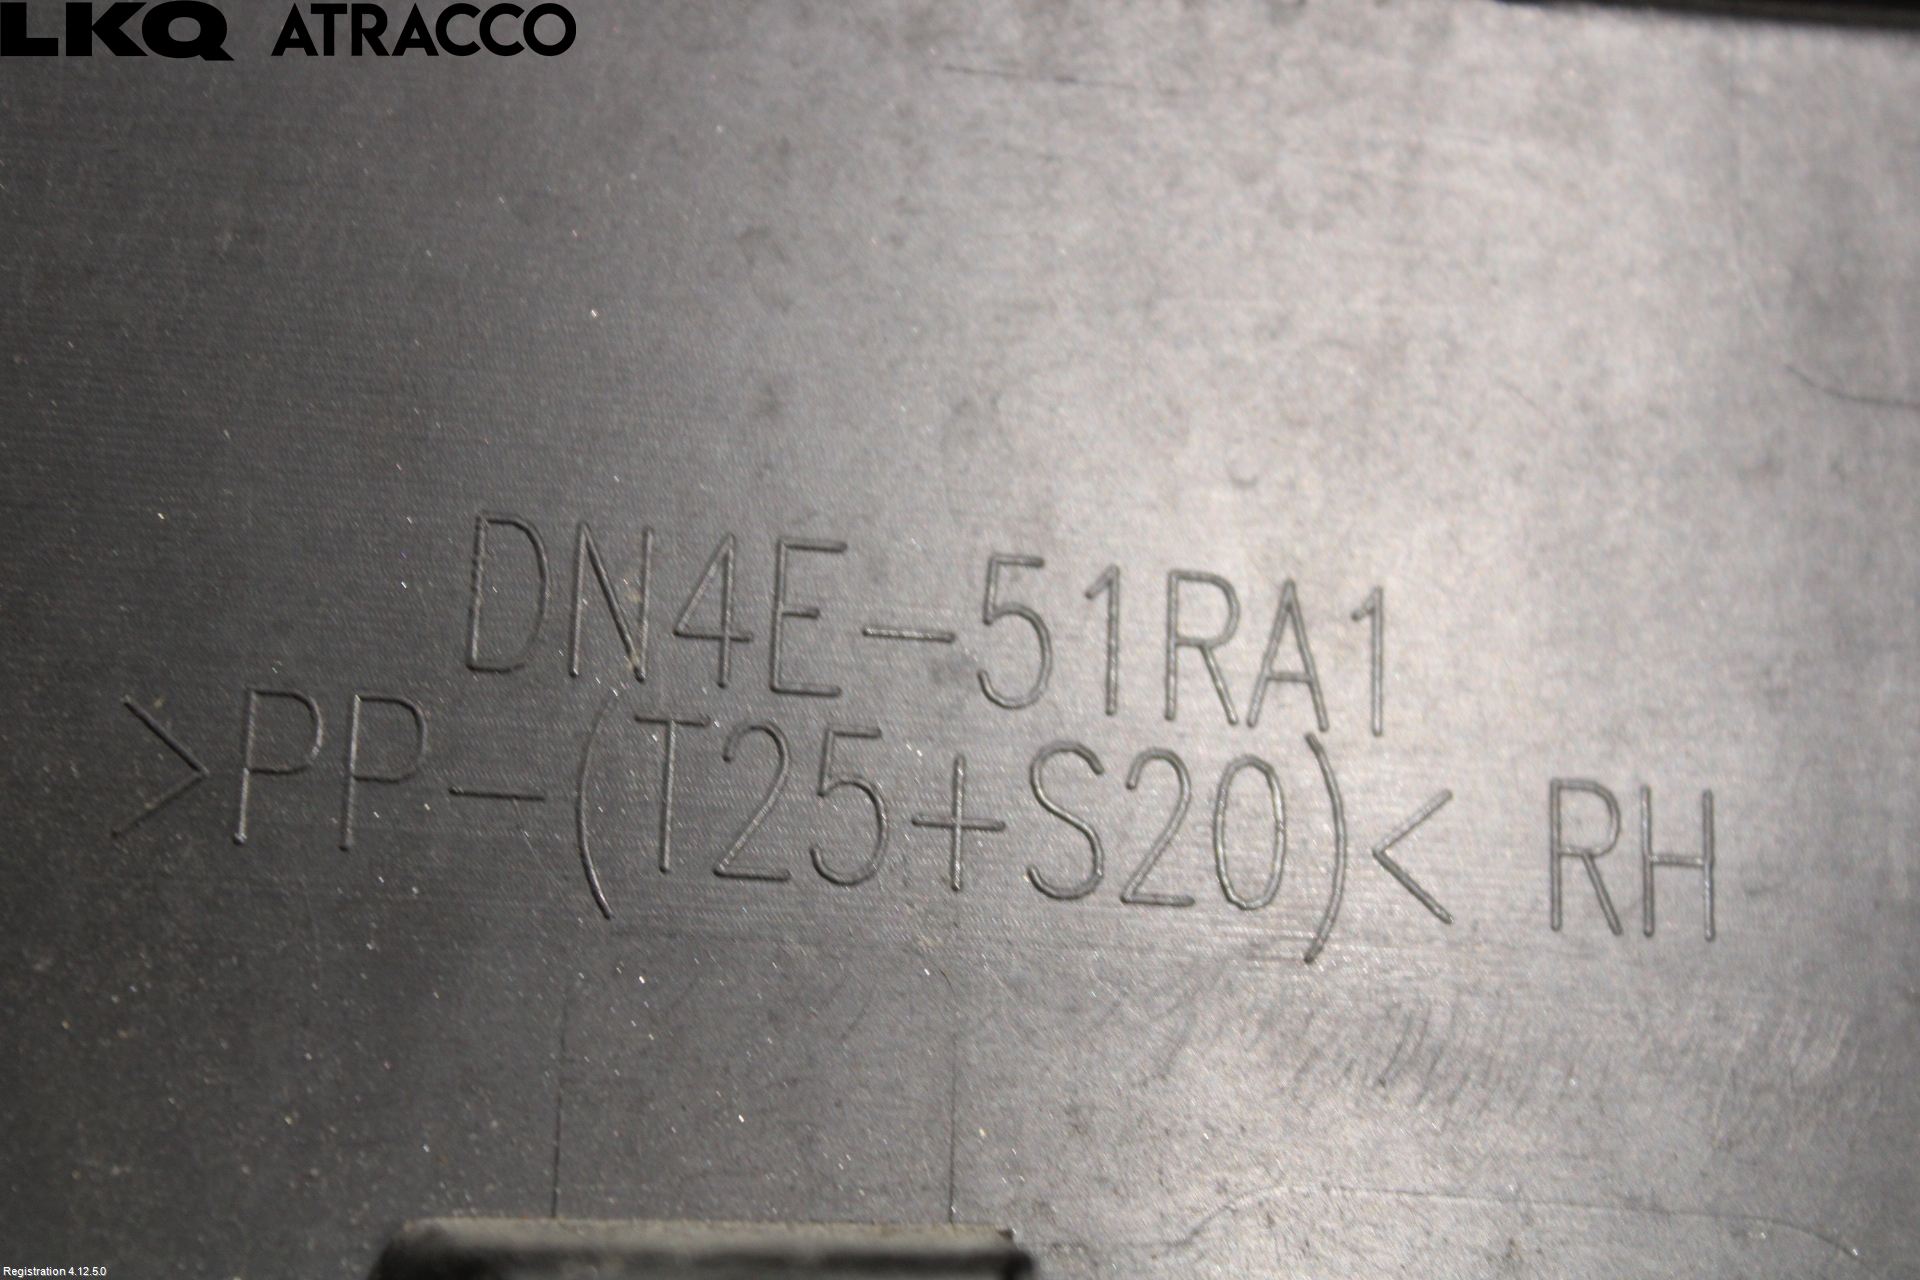 LKQ ATRACCO
DN4E-51RA1
>PP-(T25+S20)< RH
Registration 4.12.5.0